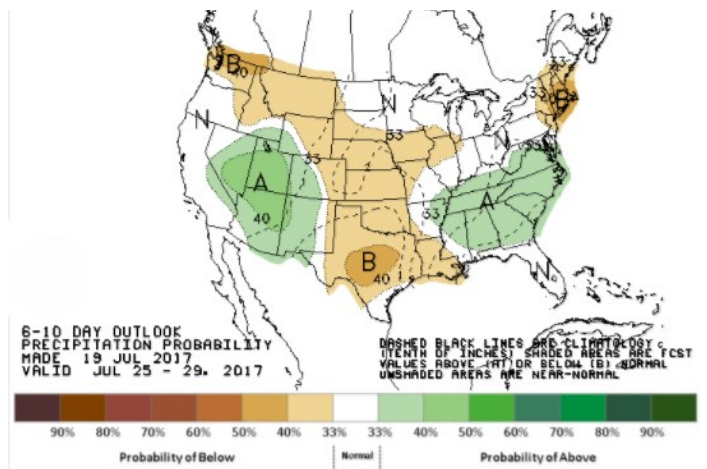 B
40
N
33
N
33
33
B
33
N
33
A
40
33
A
33
B
40
N
6-10 DAY OUTLOOK
PRECIPITATION PROBABILITY
MADE 19 JUL 2017
VALID JUL 25 - 29, 2017
DASHED BLACK LINES ARE CLIMATOLOGY
(TENTH OF INCHES) SHADED AREAS ARE FCST
VALUES ABOVE (A) OR BELOW (B) NORMAL
UNSHADED AREAS ARE NEAR-NORMAL
90% 80% 70% 60% 50% 40% 33% 33% 40% 50% 60% 70% 80% 90%
Probability of Below Normal Probability of Above